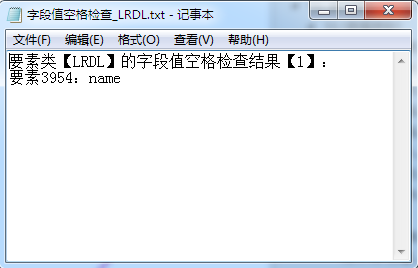 字段值空格检查_LRDL.txt - 记事本
文件(F) 编辑(E) 格式(O) 查看(V) 帮助(H)
要素类【LRDL】的字段值空格检查结果【1】：
要素3954：name